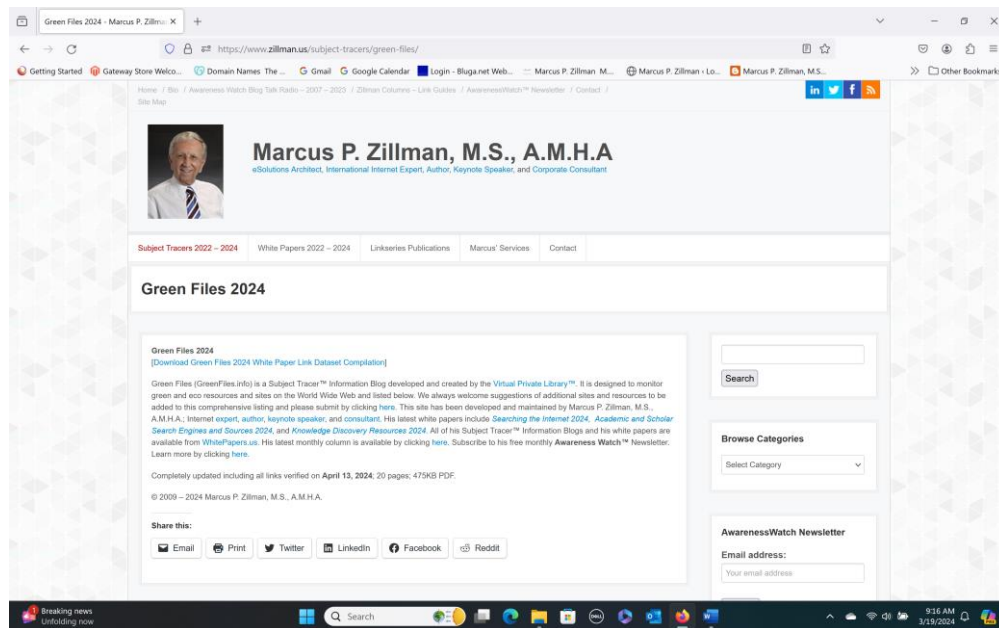 Green Files 2024 - Marcus P. Zillma
https://www.zillman.us/subject-tracers/green-files/
Getting Started Gateway Store Welco... Domain Names The ... Gmail Google Calendar Login - Bluga.net Web... Marcus P. Zillman M... Marcus P. Zillman › Lo... Marcus P. Zillman, M.S... Other Bookmarks
Home / Bio / Awareness Watch Blog Talk Radio – 2007 – 2023 / Zillman Columns – Link Guides / AwarenessWatch™ Newsletter / Contact /
Site Map
Marcus P. Zillman, M.S., A.M.H.A
eSolutions Architect, International Internet Expert, Author, Keynote Speaker, and Corporate Consultant
Subject Tracers 2022 – 2024 White Papers 2022 – 2024 Linkseries Publications Marcus' Services Contact
Green Files 2024
Green Files 2024
[Download Green Files 2024 White Paper Link Dataset Compilation]
Green Files (GreenFiles.info) is a Subject Tracer™ Information Blog developed and created by the Virtual Private Library™. It is designed to monitor
green and eco resources and sites on the World Wide Web and listed below. We always welcome suggestions of additional sites and resources to be
added to this comprehensive listing and please submit by clicking here. This site has been developed and maintained by Marcus P. Zillman, M.S.,
A.M.H.A.; Internet expert, author, keynote speaker, and consultant. His latest white papers include Searching the Internet 2024, Academic and Scholar
Search Engines and Sources 2024, and Knowledge Discovery Resources 2024. All of his Subject Tracer™ Information Blogs and his white papers are
available from WhitePapers.us. His latest monthly column is available by clicking here. Subscribe to his free monthly Awareness Watch™ Newsletter.
Learn more by clicking here.
Completely updated including all links verified on April 13, 2024; 20 pages; 475KB PDF.
© 2009 – 2024 Marcus P. Zillman, M.S., A.M.H.A.
Share this:
Email Print Twitter LinkedIn Facebook Reddit
Search
Browse Categories
Select Category
AwarenessWatch Newsletter
Email address:
Your email address
Breaking news
Unfolding now
Search
DELL
9:16 AM
3/19/2024